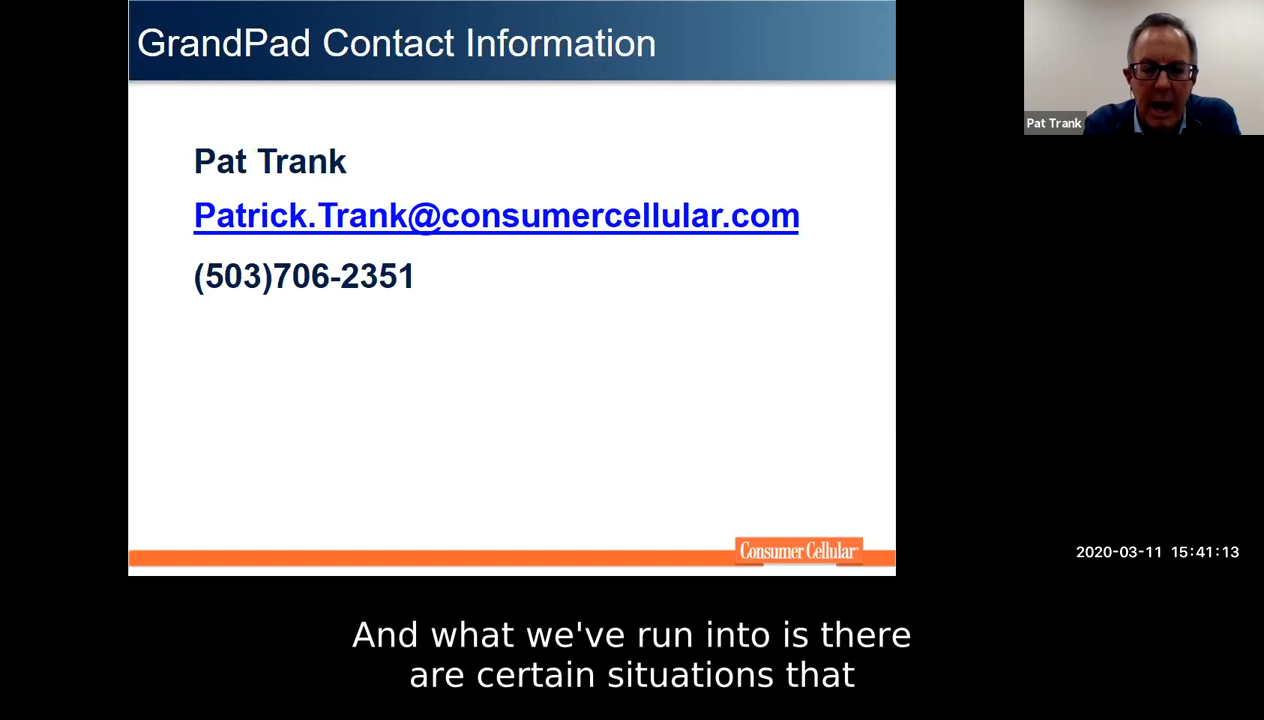 GrandPad Contact Information
Pat Trank
Pat Trank
Patrick.Trank@consumercellular.com
(503)706-2351
Consumer Cellular
2020-03-11 15:41:13
And what we've run into is there
are certain situations that